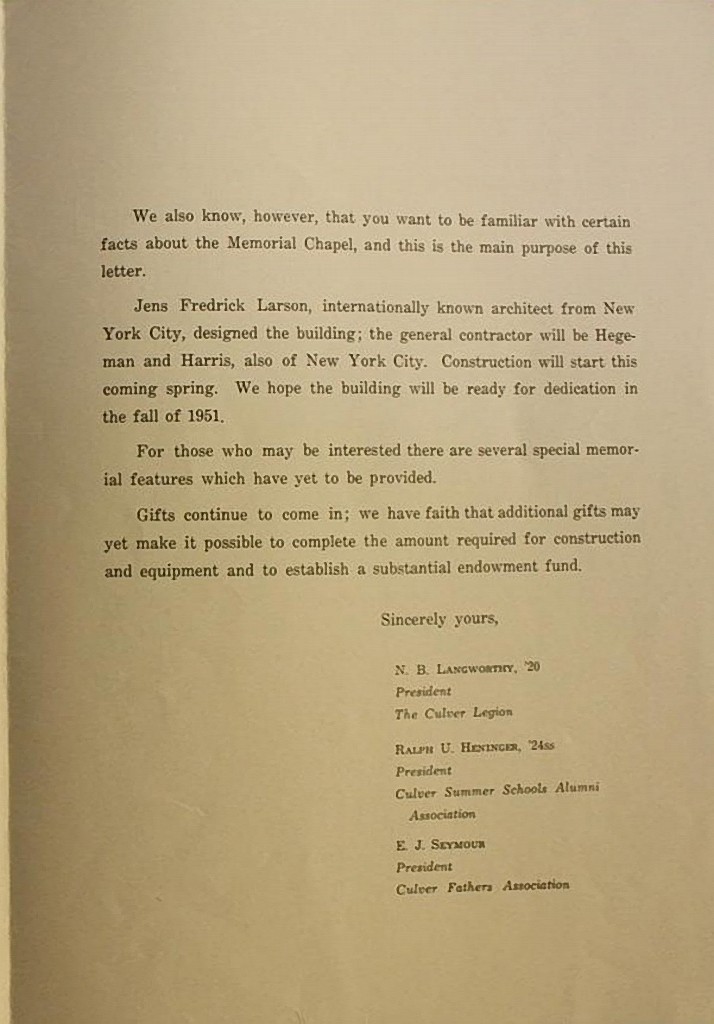 We also know, however, that you want to be familiar with certain
facts about the Memorial Chapel, and this is the main purpose of this
letter.
Jens Fredrick Larson, internationally known architect from New
York City, designed the building; the general contractor will be Hege-
man and Harris, also of New York City. Construction will start this
coming spring. We hope the building will be ready for dedication in
the fall of 1951.
For those who may be interested there are several special memor-
ial features which have yet to be provided.
Gifts continue to come in; we have faith that additional gifts may
yet make it possible to complete the amount required for construction
and equipment and to establish a substantial endowment fund.
Sincerely yours,
N. B. Langworthy, '20
President
The Culver Legion
Ralph U. Heninger, '24ss
President
Culver Summer Schools Alumni
Association
E. J. Seymour
President
Culver Fathers Association